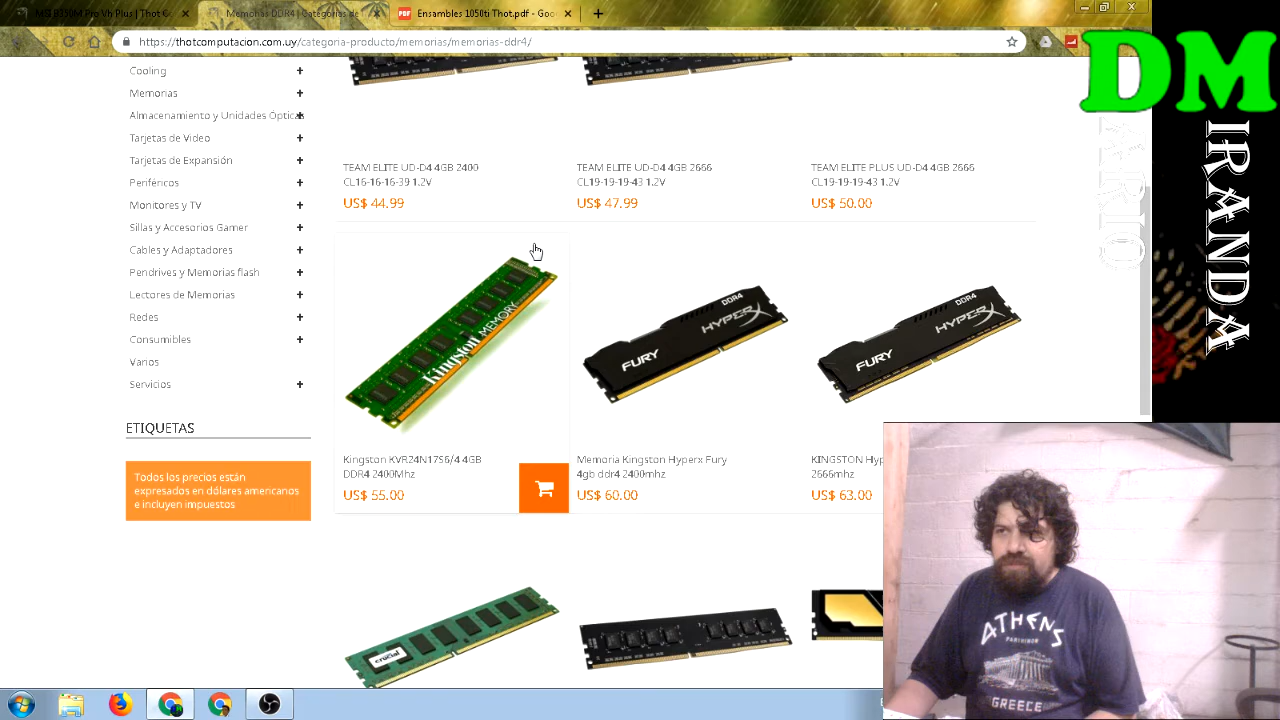 MSI B350M Pro Vh Plus | Thot C
Memorias DDR4 | Categorías de
PDF
Ensambles 1050ti Thot.pdf - Goo
https://thotcomputacion.com.uy/categoria-producto/memorias/memorias-ddr4/
DM
IRANDA
ARIO
Cooling +
Memorias +
Almacenamiento y Unidades Ópticas +
Tarjetas de Video +
Tarjetas de Expansión +
Periféricos +
Monitores y TV +
Sillas y Accesorios Gamer +
Cables y Adaptadores +
Pendrives y Memorias flash +
Lectores de Memorias +
Redes +
Consumibles +
Varios
Servicios +
ETIQUETAS
Todos los precios están
expresados en dólares americanos
e incluyen impuestos
TEAM ELITE UD-D4 4GB 2400
CL16-16-16-39 1.2V
US$ 44.99
TEAM ELITE UD-D4 4GB 2666
CL19-19-19-43 1.2V
US$ 47.99
TEAM ELITE PLUS UD-D4 4GB 2666
CL19-19-19-43 1.2V
US$ 50.00
Kingston MEMORY
Kingston KVR24N17S6/4 4GB
DDR4 2400Mhz
US$ 55.00
FURY
HYPERX
DDR4
Memoria Kingston Hyperx Fury
4gb ddr4 2400mhz
US$ 60.00
FURY
HYPERX
DDR4
KINGSTON Hyp
2666mhz
US$ 63.00
crucial
ATHENS
PARTHENON
GREECE